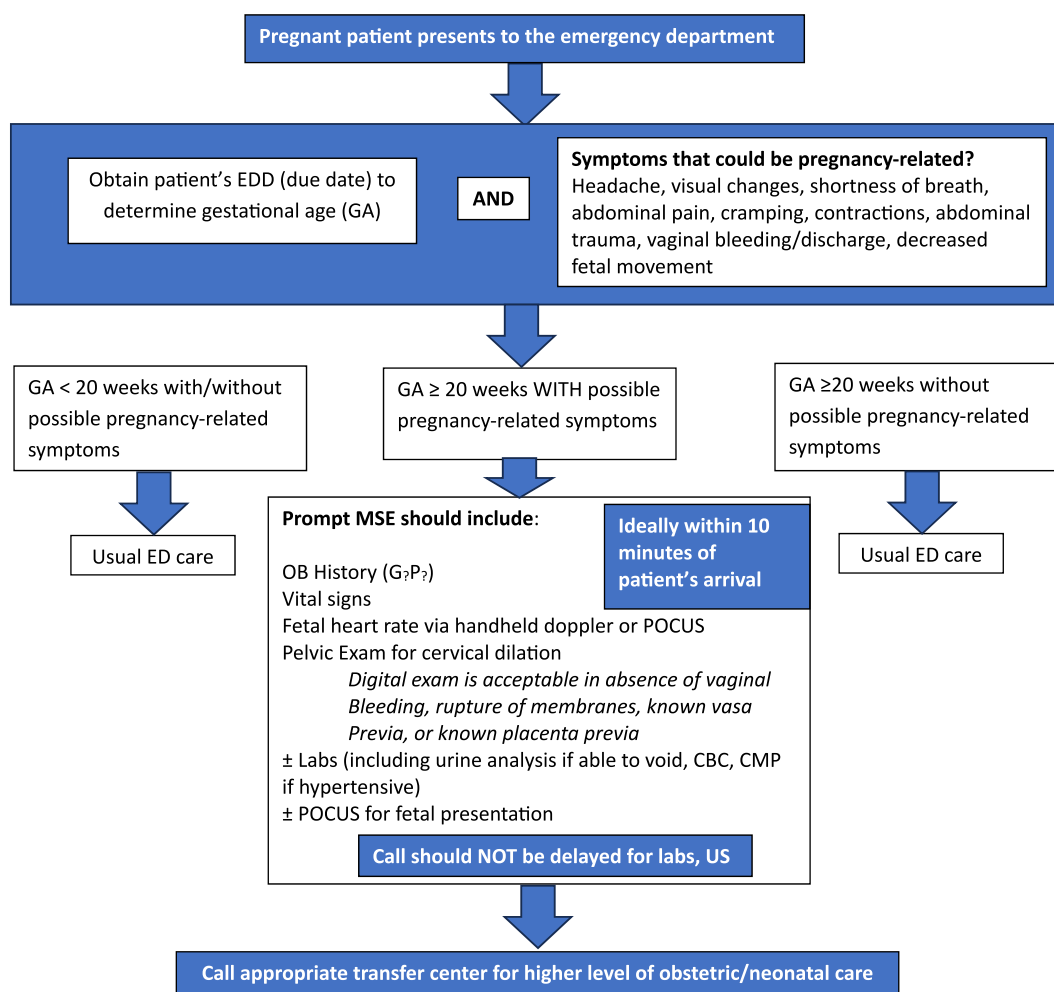 Pregnant patient presents to the emergency department
Obtain patient's EDD (due date) to
determine gestational age (GA)
AND
Symptoms that could be pregnancy-related?
Headache, visual changes, shortness of breath,
abdominal pain, cramping, contractions, abdominal
trauma, vaginal bleeding/discharge, decreased
fetal movement
GA < 20 weeks with/without
possible pregnancy-related
symptoms
GA ≥ 20 weeks WITH possible
pregnancy-related symptoms
GA ≥20 weeks without
possible pregnancy-related
symptoms
Usual ED care
Usual ED care
Prompt MSE should include:
Ideally within 10
minutes of
patient's arrival
OB History (G?P?)
Vital signs
Fetal heart rate via handheld doppler or POCUS
Pelvic Exam for cervical dilation
Digital exam is acceptable in absence of vaginal
Bleeding, rupture of membranes, known vasa
Previa, or known placenta previa
± Labs (including urine analysis if able to void, CBC, CMP
if hypertensive)
± POCUS for fetal presentation
Call should NOT be delayed for labs, US
Call appropriate transfer center for higher level of obstetric/neonatal care